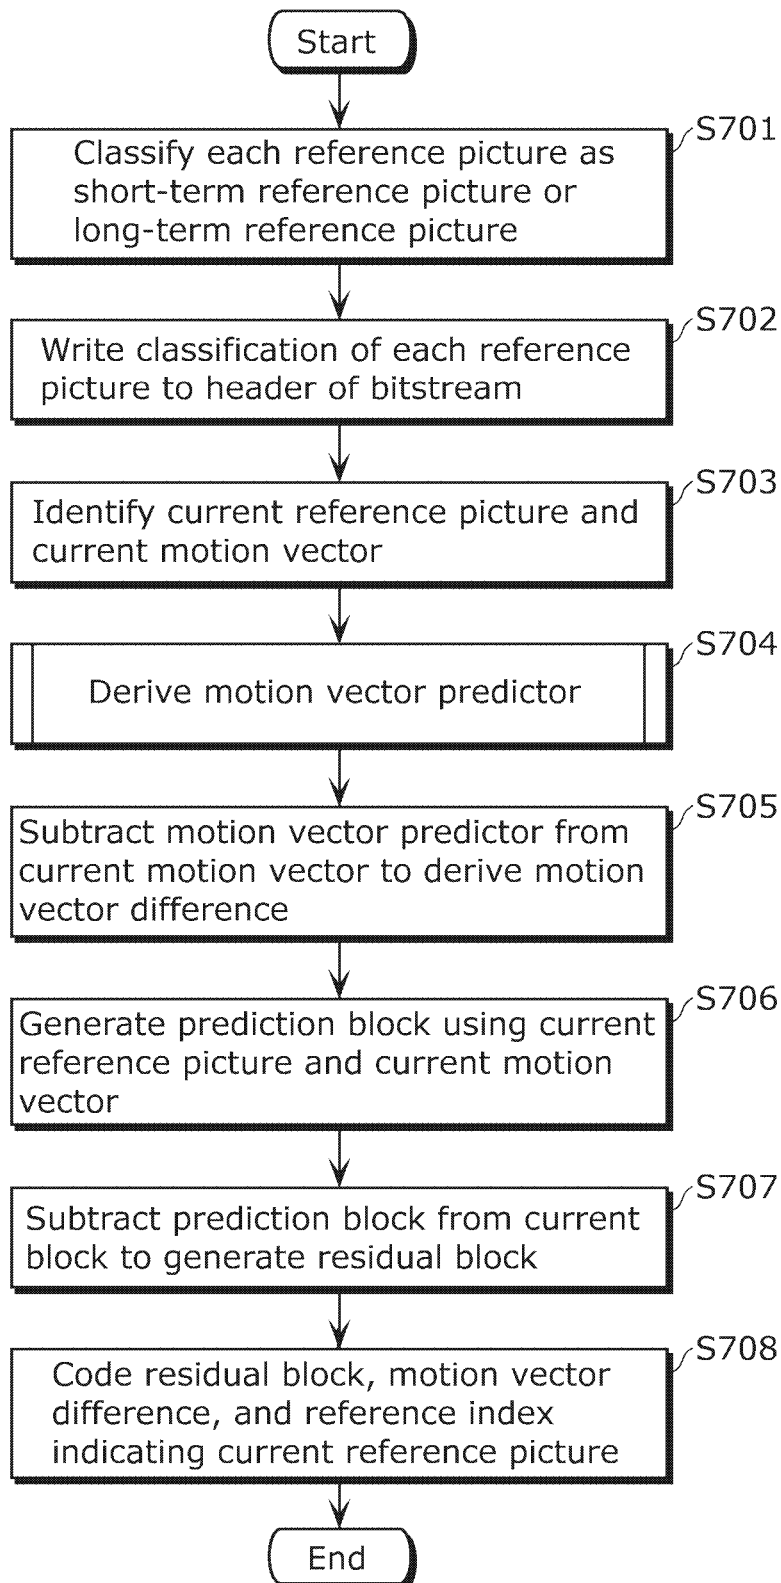 Start
S701
Classify each reference picture as
short-term reference picture or
long-term reference picture
S702
Write classification of each reference
picture to header of bitstream
S703
Identify current reference picture and
current motion vector
S704
Derive motion vector predictor
S705
Subtract motion vector predictor from
current motion vector to derive motion
vector difference
S706
Generate prediction block using current
reference picture and current motion
vector
S707
Subtract prediction block from current
block to generate residual block
S708
Code residual block, motion vector
difference, and reference index
indicating current reference picture
End